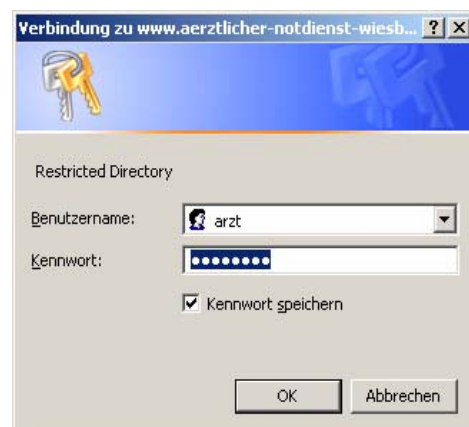 Verbindung zu www.aerztlicher-notdienst-wiesb...
Restricted Directory
Benutzername:
arzt
Kennwort:
●●●●●●●●
Kennwort speichern
OK
Abbrechen